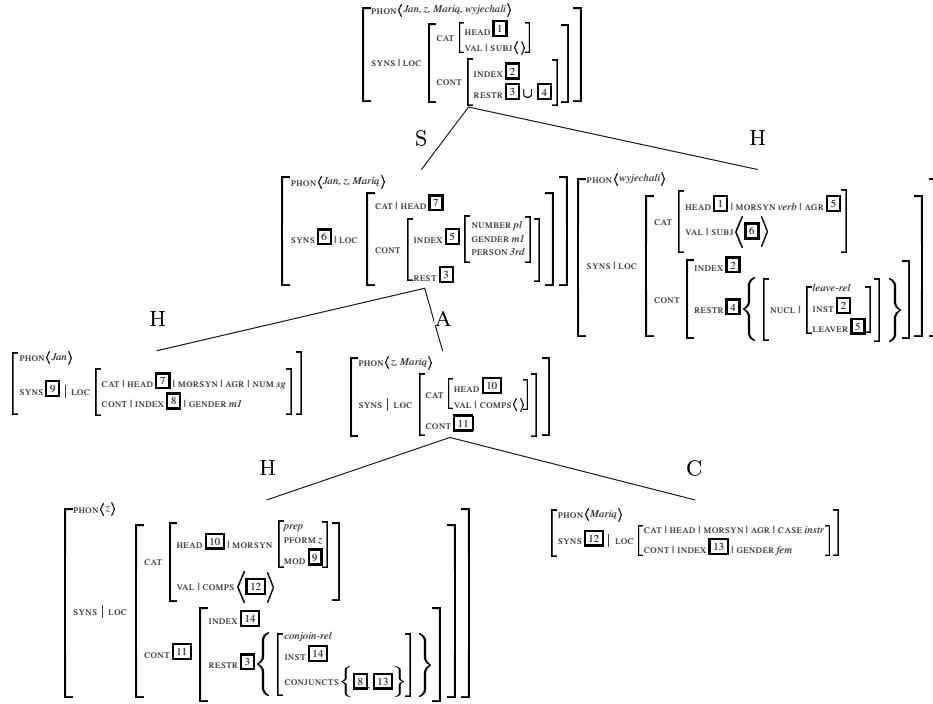 PHON⟨Jan, z, Mariq, wyjechali⟩
CAT HEAD 1
VAL | SUBJ ⟨⟩
SYNS | LOC
CONT INDEX 2
RESTR 3 ∪ 4
S H
PHON⟨Jan, z, Mariq⟩
CAT | HEAD 7
SYNS 6 | LOC
CONT INDEX 5 NUMBER pl
GENDER m1
PERSON 3rd
REST 3
PHON⟨wyjechali⟩
CAT HEAD 1 | MORSYN verb | AGR 5
VAL | SUBJ ⟨6⟩
SYNS | LOC
CONT INDEX 2
RESTR 4 { NUCL | leave-rel
INST 2
LEAVER 5 }
H A
PHON⟨Jan⟩
SYNS 9 | LOC CAT | HEAD 7 | MORSYN | AGR | NUM sg
CONT | INDEX 8 | GENDER m1
PHON⟨z, Mariq⟩
SYNS | LOC CAT HEAD 10
VAL | COMPS ⟨⟩
CONT 11
H C
PHON⟨z⟩
CAT HEAD 10 | MORSYN prep
PFORM z
MOD 9
VAL | COMPS ⟨12⟩
SYNS | LOC
CONT 11 INDEX 14
RESTR 3 { conjoin-rel
INST 14
CONJUNCTS {8, 13} }
PHON⟨Mariq⟩
SYNS 12 | LOC CAT | HEAD | MORSYN | AGR | CASE instr
CONT | INDEX 13 | GENDER fem